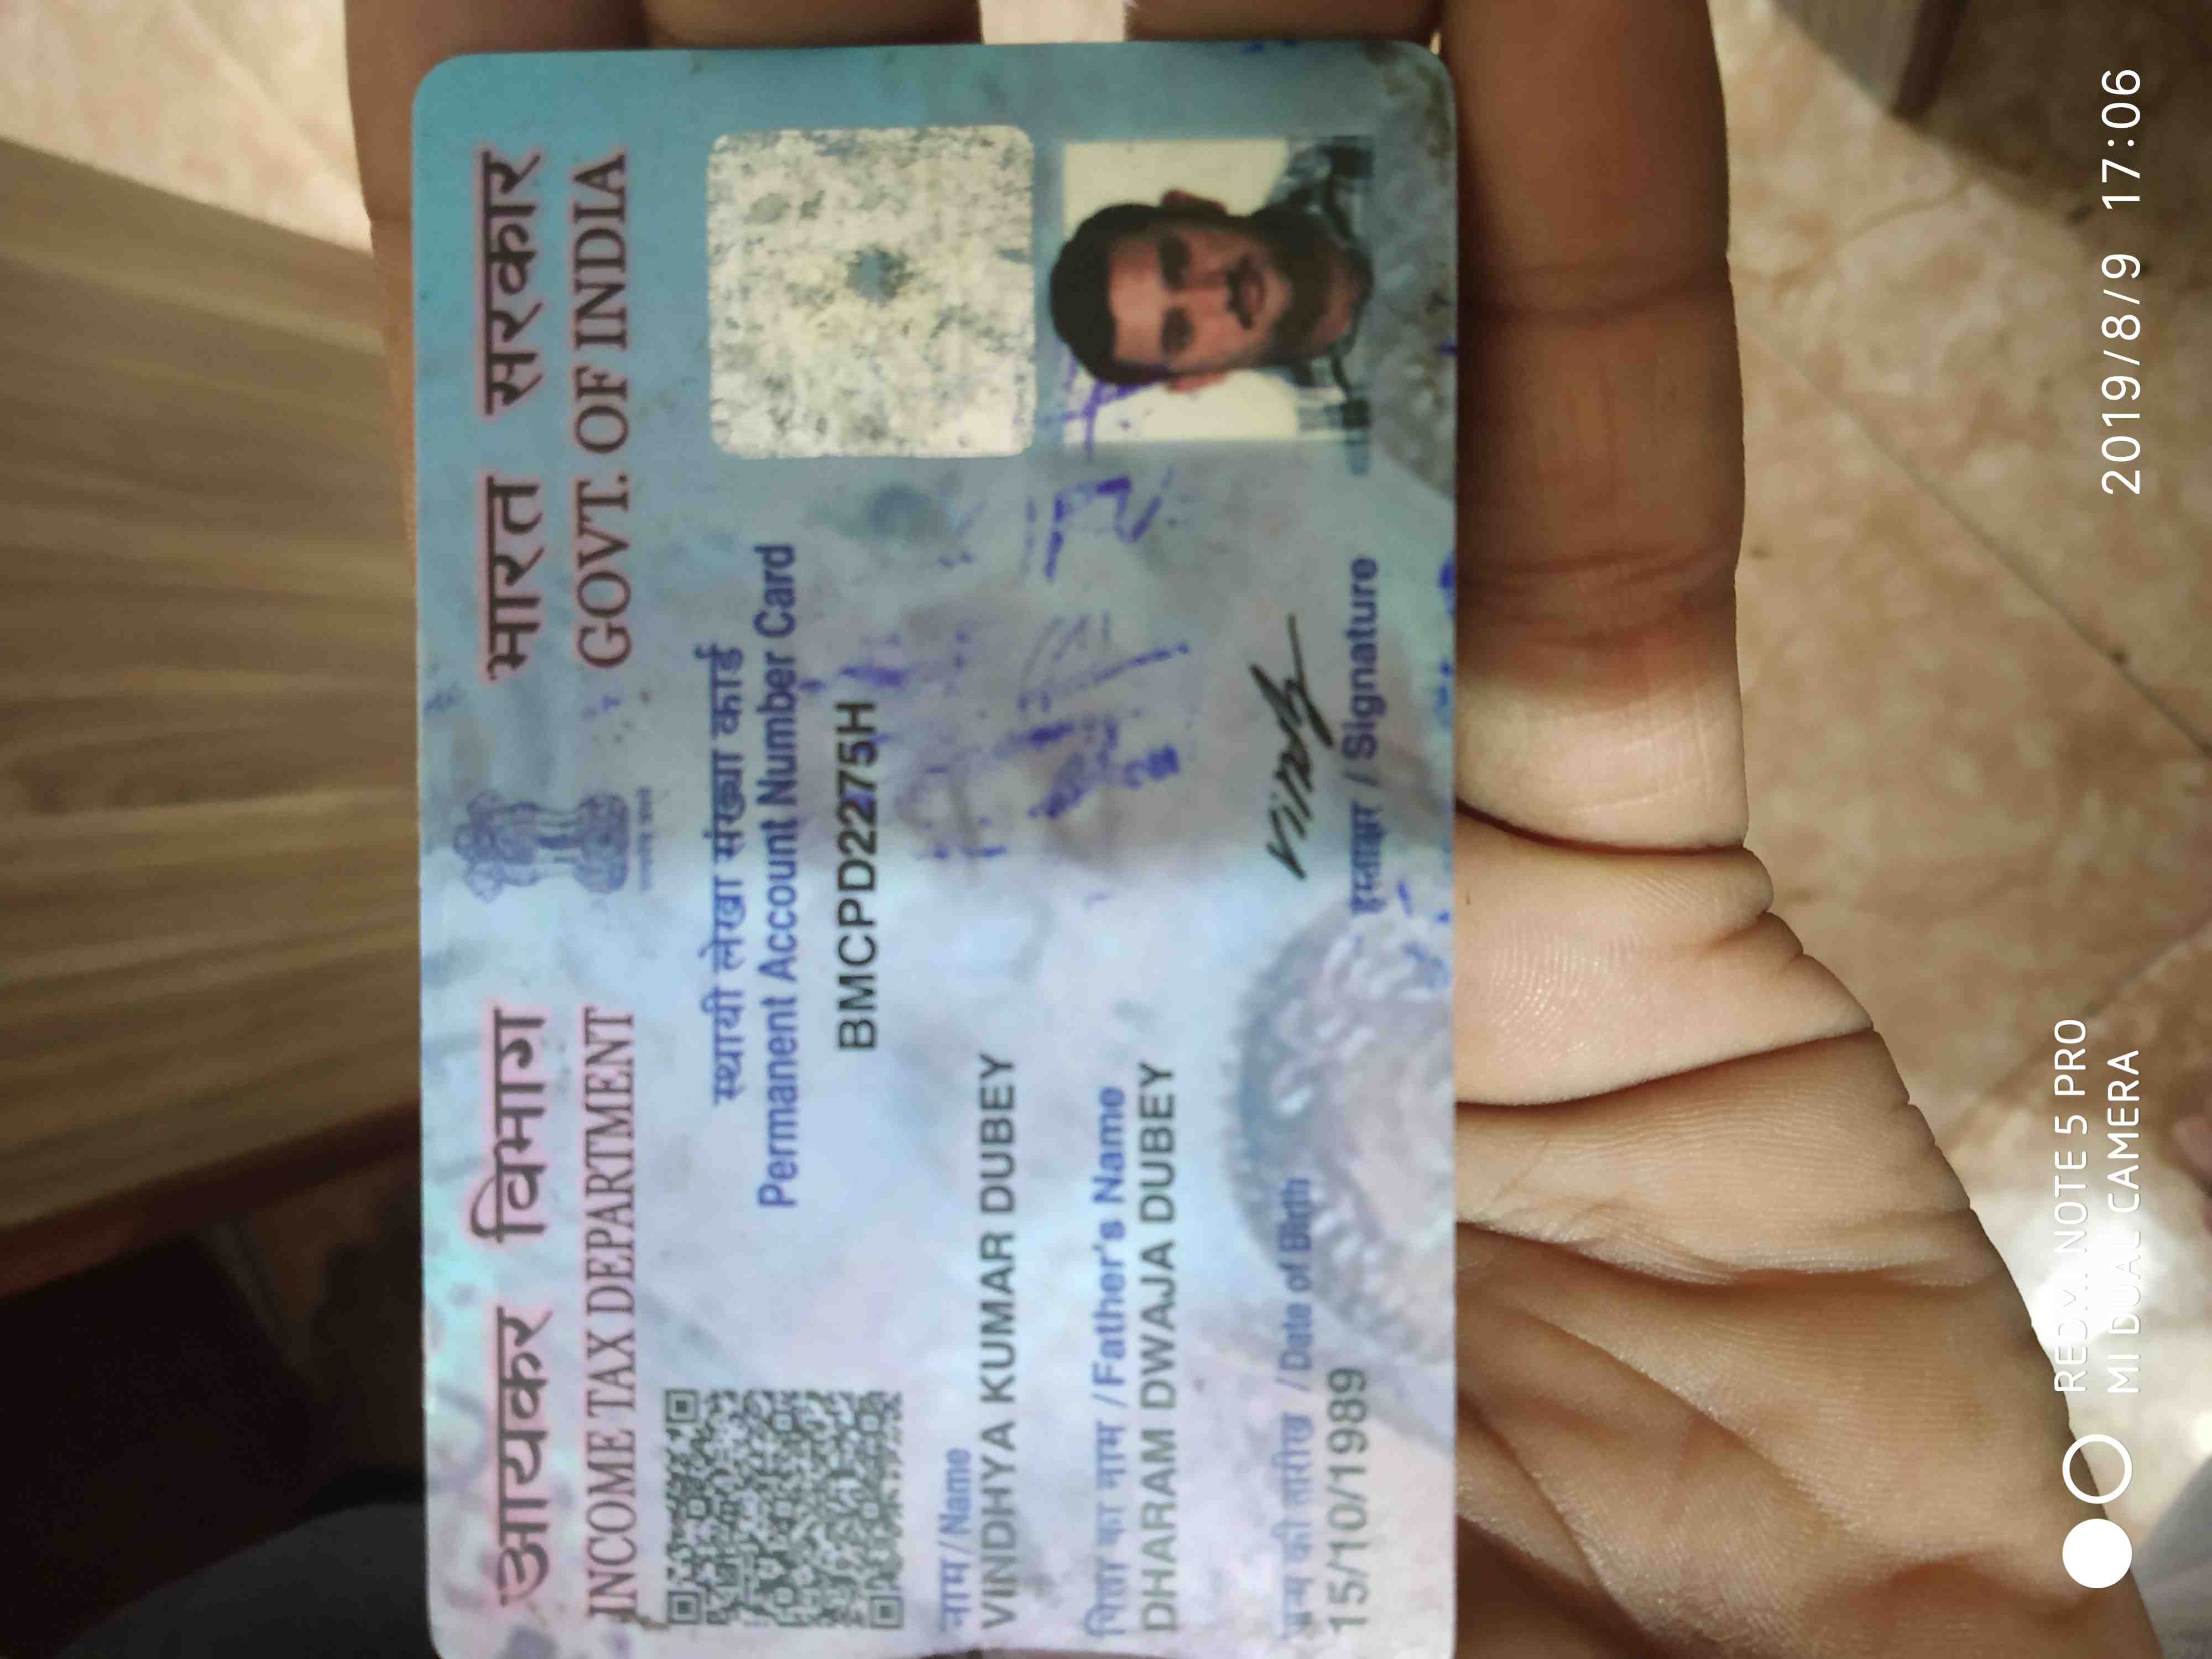 आयकर विभाग
INCOME TAX DEPARTMENT
भारत सरकार
GOVT. OF INDIA
स्थायी लेखा संख्या कार्ड
Permanent Account Number Card
BMCPD2275H
नाम / Name
VINDHYA KUMAR DUBEY
पिता का नाम / Father's Name
DHARAM DWAJA DUBEY
जन्म की तारीख / Date of Birth
15/10/1989
हस्ताक्षर / Signature
REDMI NOTE 5 PRO
MI DUAL CAMERA
2019/8/9 17:06